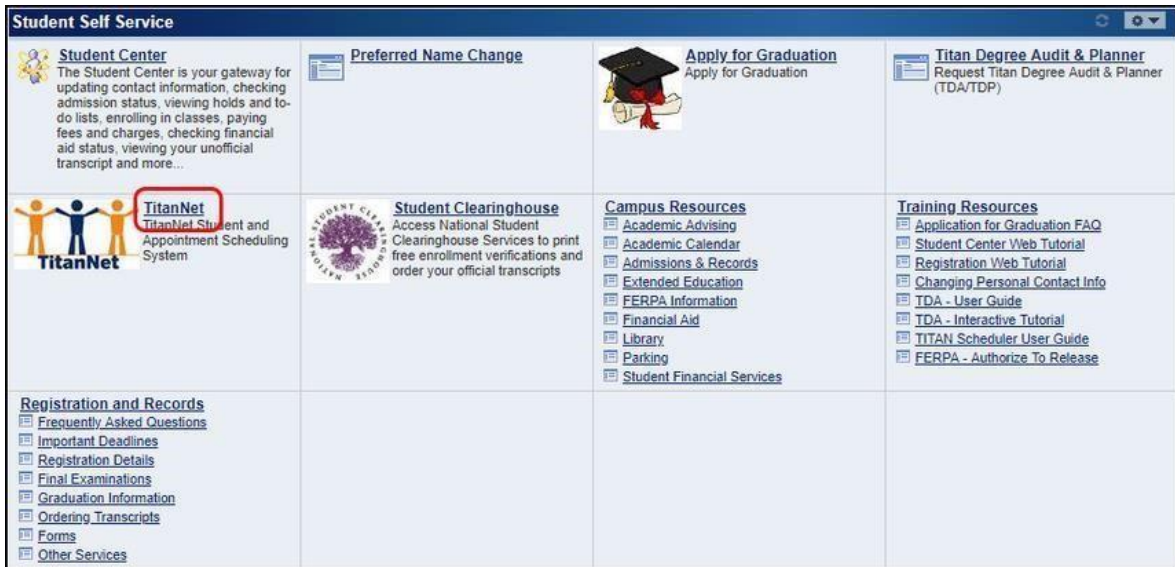 Student Self Service
Student Center
The Student Center is your gateway for
updating contact information, checking
admission status, viewing holds and to-
do lists, enrolling in classes, paying
fees and charges, checking financial
aid status, viewing your unofficial
transcript and more...
Preferred Name Change
Apply for Graduation
Apply for Graduation
Titan Degree Audit & Planner
Request Titan Degree Audit & Planner
(TDA/TDP)
TitanNet
TitanNet
TitanNet Student and
Appointment Scheduling
System
NATIONAL STUDENT CLEARINGHOUSE
Student Clearinghouse
Access National Student
Clearinghouse Services to print
free enrollment verifications and
order your official transcripts
Campus Resources
Academic Advising
Academic Calendar
Admissions & Records
Extended Education
FERPA Information
Financial Aid
Library
Parking
Student Financial Services
Training Resources
Application for Graduation FAQ
Student Center Web Tutorial
Registration Web Tutorial
Changing Personal Contact Info
TDA - User Guide
TDA - Interactive Tutorial
TITAN Scheduler User Guide
FERPA - Authorize To Release
Registration and Records
Frequently Asked Questions
Important Deadlines
Registration Details
Final Examinations
Graduation Information
Ordering Transcripts
Forms
Other Services